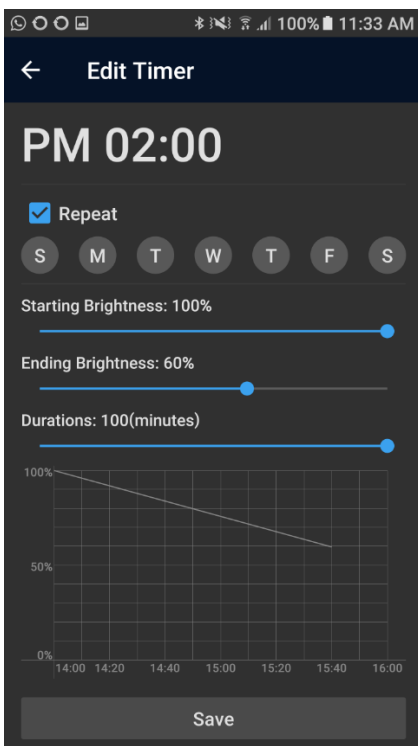 100% 11:33 AM
Edit Timer
PM 02:00
Repeat
S M T W T F S
Starting Brightness: 100%
Ending Brightness: 60%
Durations: 100(minutes)
100%
50%
0%
14:00 14:20 14:40 15:00 15:20 15:40 16:00
Save